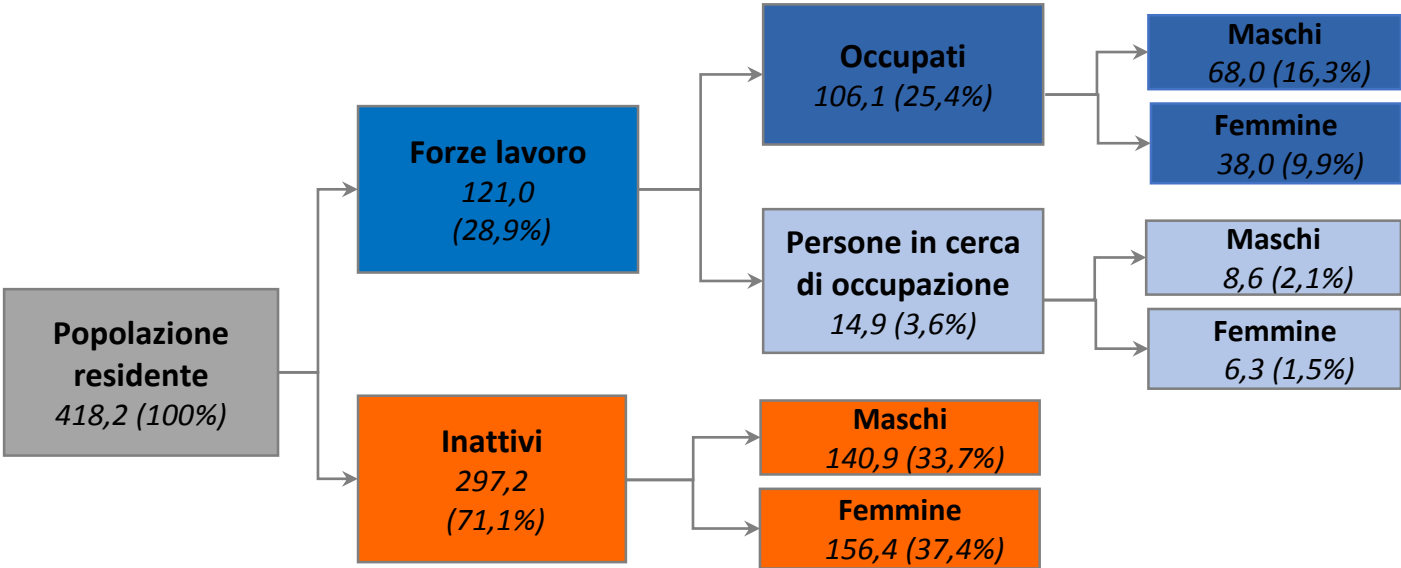 Popolazione
residente
418,2 (100%)
Forze lavoro
121,0
(28,9%)
Inattivi
297,2
(71,1%)
Occupati
106,1 (25,4%)
Persone in cerca
di occupazione
14,9 (3,6%)
Maschi
140,9 (33,7%)
Femmine
156,4 (37,4%)
Maschi
68,0 (16,3%)
Femmine
38,0 (9,9%)
Maschi
8,6 (2,1%)
Femmine
6,3 (1,5%)